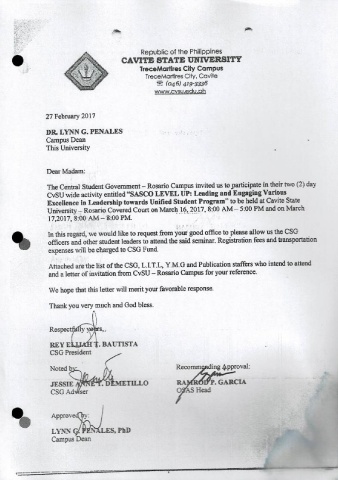 Republic of the Philippines
CAVITE STATE UNIVERSITY
TreceMartires City Campus
TreceMartires City, Cavite
☎ (046) 419-3328
www.cvsu.edu.ph
27 February 2017
DR. LYNN G. PENALES
Campus Dean
This University
Dear Madam:
The Central Student Government – Rosario Campus invited us to participate in their two (2) day
CvSU wide activity entitled "SASCO LEVEL UP: Leading and Engaging Various
Excellence in Leadership towards Unified Student Program" to be held at Cavite State
University – Rosario Covered Court on March 16, 2017, 8:00 AM – 5:00 PM and on March
17,2017, 8:00 AM – 8:00 PM.
In this regard, we would like to request from your good office to please allow us the CSG
officers and other student leaders to attend the said seminar. Registration fees and transportation
expenses will be charged to CSG Fund.
Attached are the list of the CSG, L.I.T.L, Y.M.G and Publication staffers who intend to attend
and a letter of invitation from CvSU – Rosario Campus for your reference.
We hope that this letter will merit your favorable response.
Thank you very much and God bless.
Respectfully yours,
REY ELIJAH T. BAUTISTA
CSG President
Noted by:
JESSIE ANNE T. DEMETILLO
CSG Adviser
Recommending Approval:
RAMROD P. GARCIA
OSAS Head
Approved by:
LYNN G. PENALES, PhD
Campus Dean